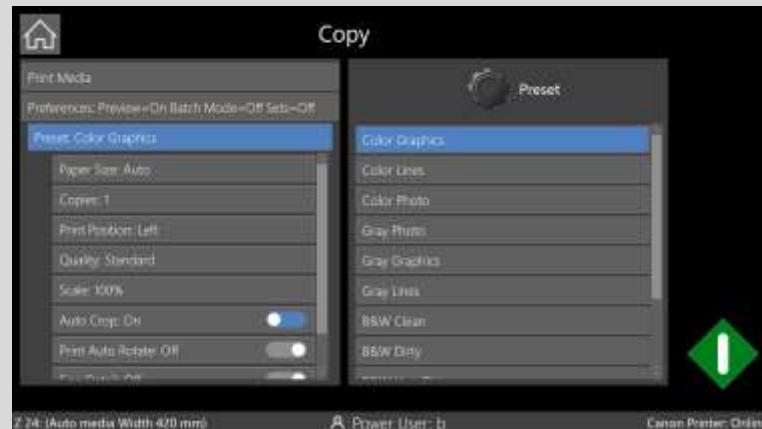 Copy
Print Media
Preferences: Preview=On Batch Mode=Off Sets=Off
Preset: Color Graphics
Paper Size: Auto
Copies: 1
Print Position: Left
Quality: Standard
Scale: 100%
Auto Crop: On
Print Auto Rotate: Off
Preset
Color Graphics
Color Lines
Color Photo
Gray Photo
Gray Graphics
Gray Lines
B&W Clean
B&W Dirty
Z 24: (Auto media Width 420 mm)
Power User: b
Canon Printer: Onlin